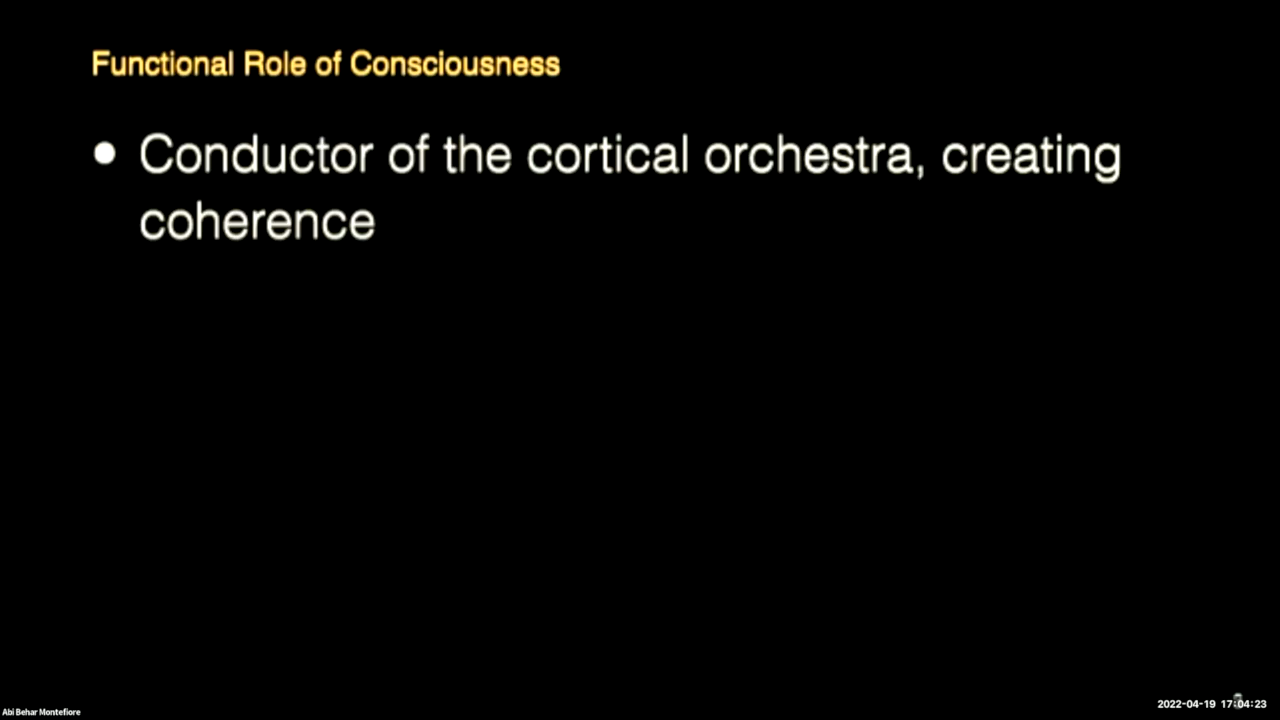 Functional Role of Consciousness
● Conductor of the cortical orchestra, creating
coherence
Abi Behar Montefiore
2022-04-19 17:04:23